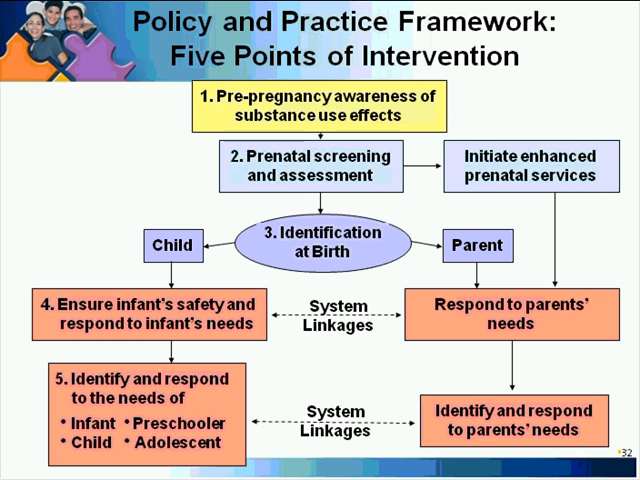 Policy and Practice Framework:
Five Points of Intervention
1. Pre-pregnancy awareness of
substance use effects
2. Prenatal screening
and assessment
Initiate enhanced
prenatal services
3. Identification
at Birth
Child
Parent
4. Ensure infant's safety and
respond to infant's needs
System
Linkages
Respond to parents'
needs
5. Identify and respond
to the needs of
• Infant • Preschooler
• Child • Adolescent
System
Linkages
Identify and respond
to parents' needs
•32